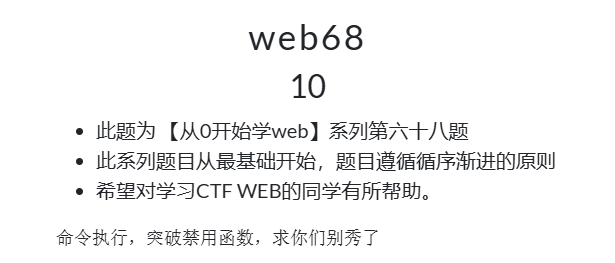 web68
10
此题为 【从0开始学web】系列第六十八题
此系列题目从最基础开始，题目遵循循序渐进的原则
希望对学习CTF WEB的同学有所帮助。
命令执行，突破禁用函数，求你们别秀了